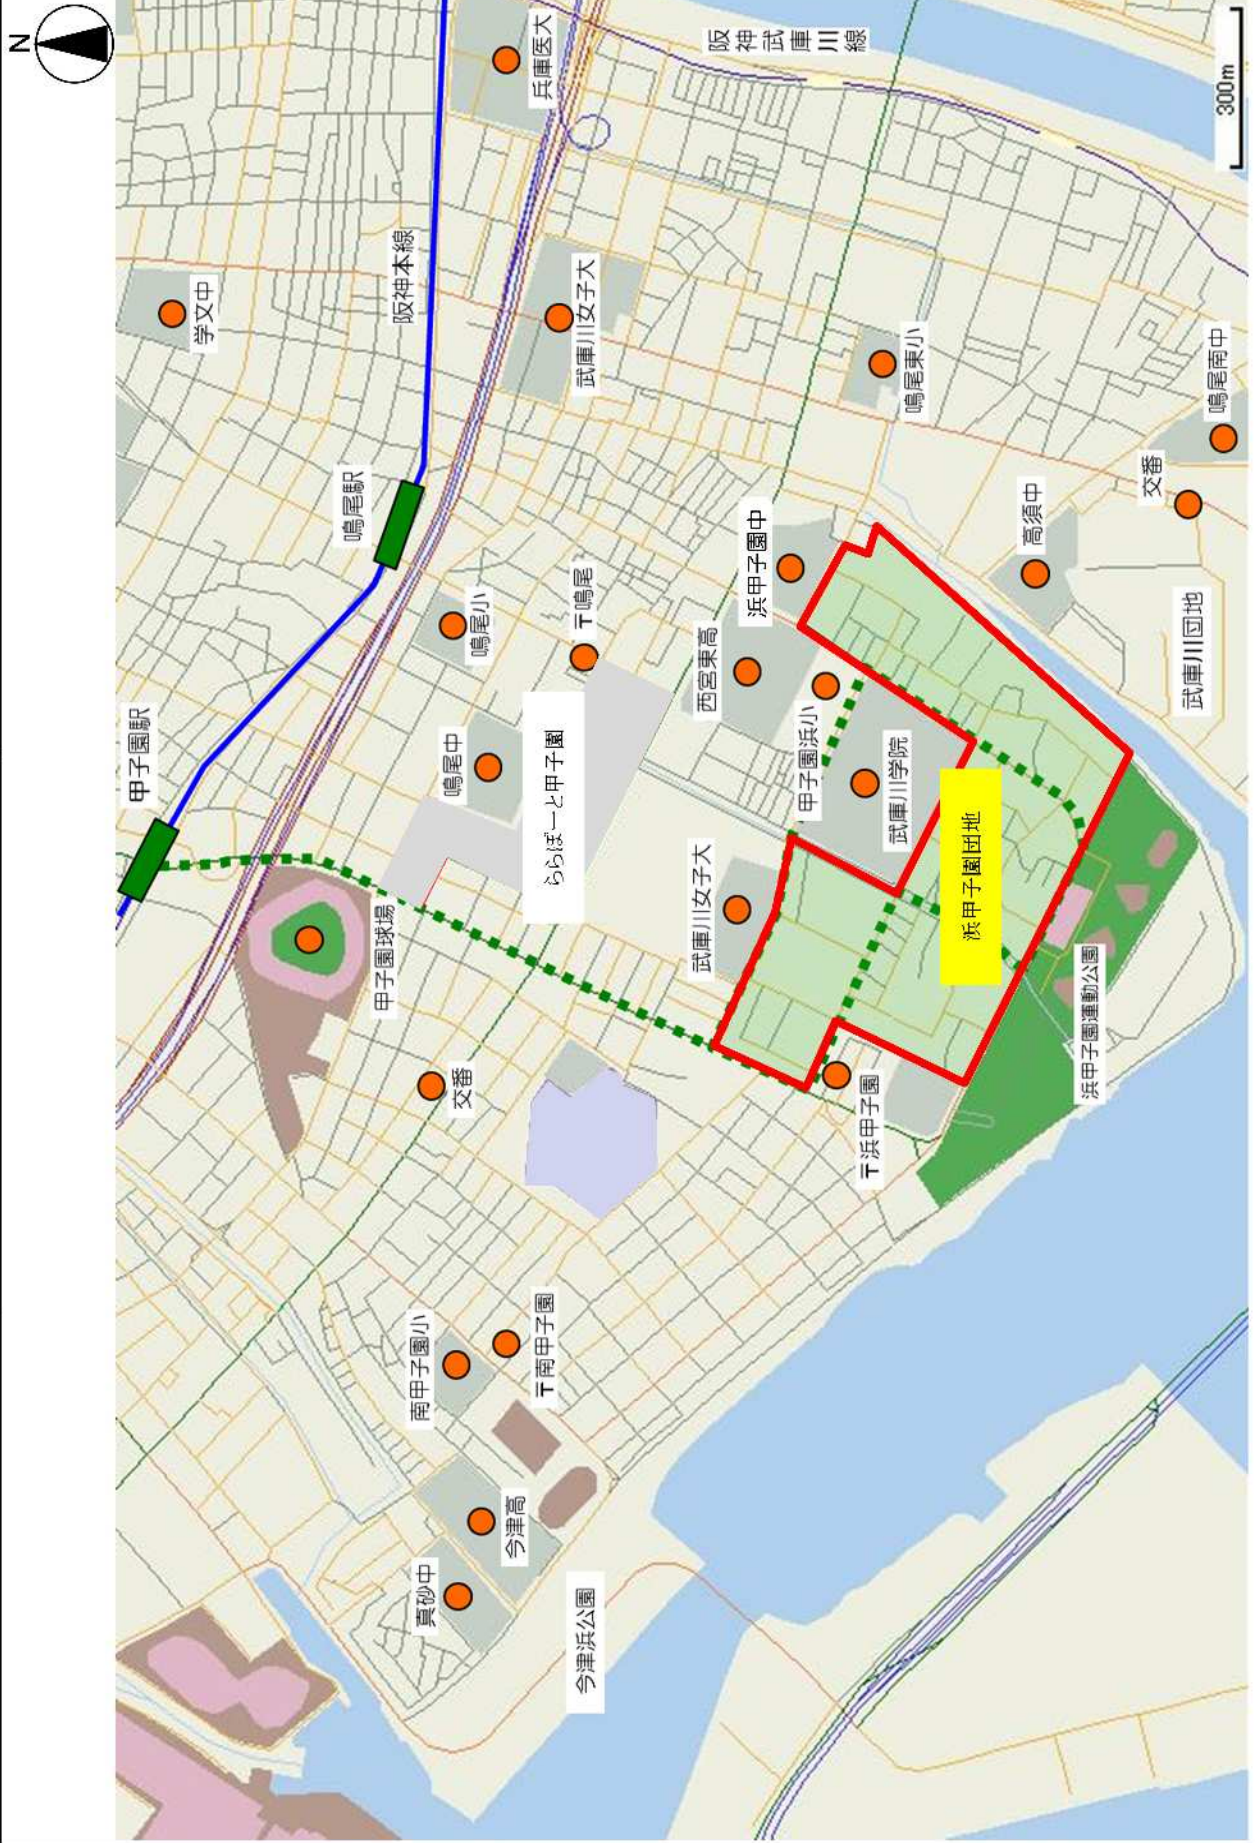 N
甲子園駅
鳴尾駅
学文中
阪神本線
兵庫医大
甲子園球場
鳴尾中
鳴尾小
武庫川女子大
交番
ららぽーと甲子園
〒鳴尾
阪神武庫川線
南甲子園小
〒南甲子園
真砂中
今津高
今津浜公園
武庫川女子大
西宮東高
浜甲子園中
甲子園浜小
武庫川学院
鳴尾東小
〒浜甲子園
浜甲子園団地
高須中
交番
鳴尾南中
武庫川団地
浜甲子園運動公園
300m